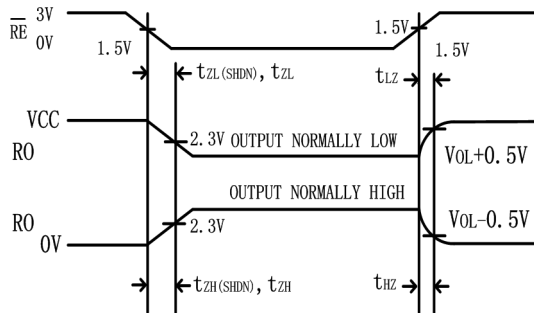 3V
RE
0V
1.5V
1.5V
1.5V
tZL(SHDN), tZL
tLZ
VCC
2.3V
OUTPUT NORMALLY LOW
RO
VOL+0.5V
OUTPUT NORMALLY HIGH
RO
2.3V
VOL-0.5V
0V
tZH(SHDN), tZH
tHZ